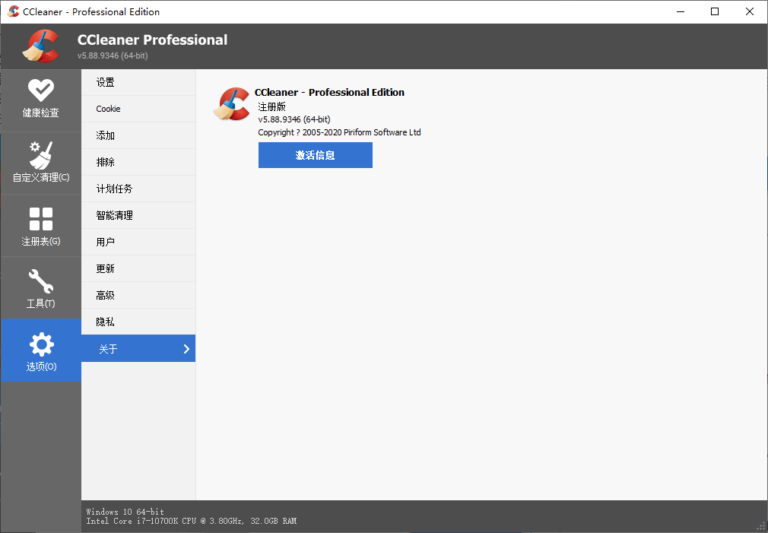 CCleaner - Professional Edition
CCleaner Professional
v5.88.9346 (64-bit)
健康检查
自定义清理(C)
注册表(G)
工具(T)
选项(O)
设置
Cookie
添加
排除
计划任务
智能清理
用户
更新
高级
隐私
关于
CCleaner - Professional Edition
注册版
v5.88.9346 (64-bit)
Copyright ? 2005-2020 Piriform Software Ltd
激活信息
Windows 10 64-bit
Intel Core i7-10700K CPU @ 3.80GHz, 32.0GB RAM